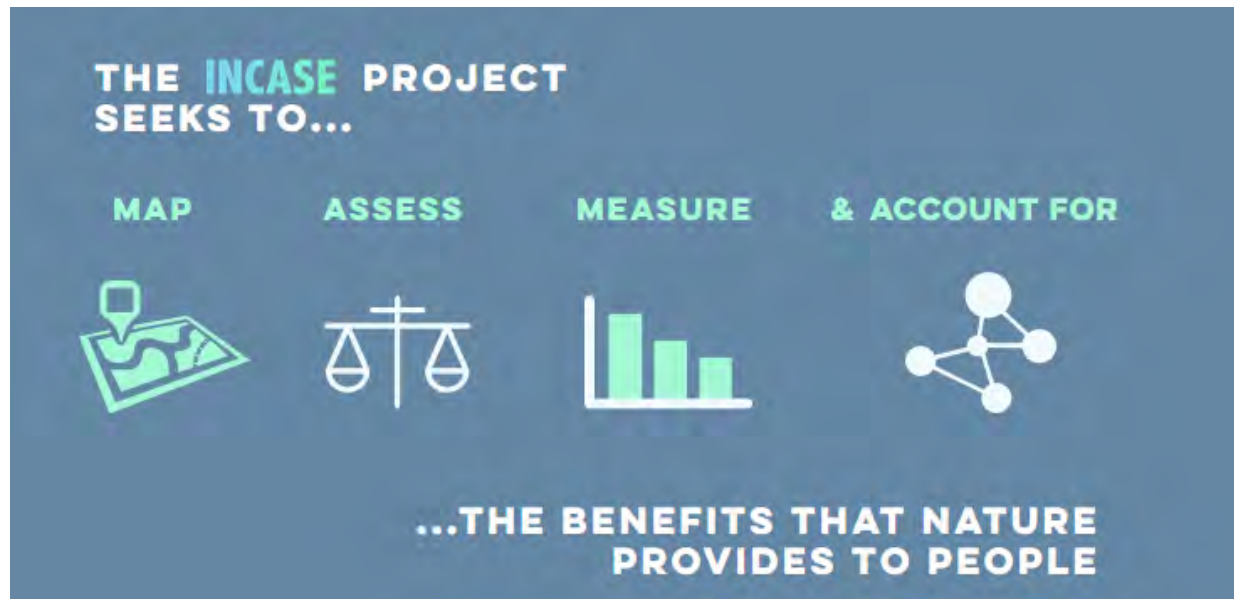 THE INCASE PROJECT
SEEKS TO...
MAP
ASSESS
MEASURE
& ACCOUNT FOR
...THE BENEFITS THAT NATURE
PROVIDES TO PEOPLE